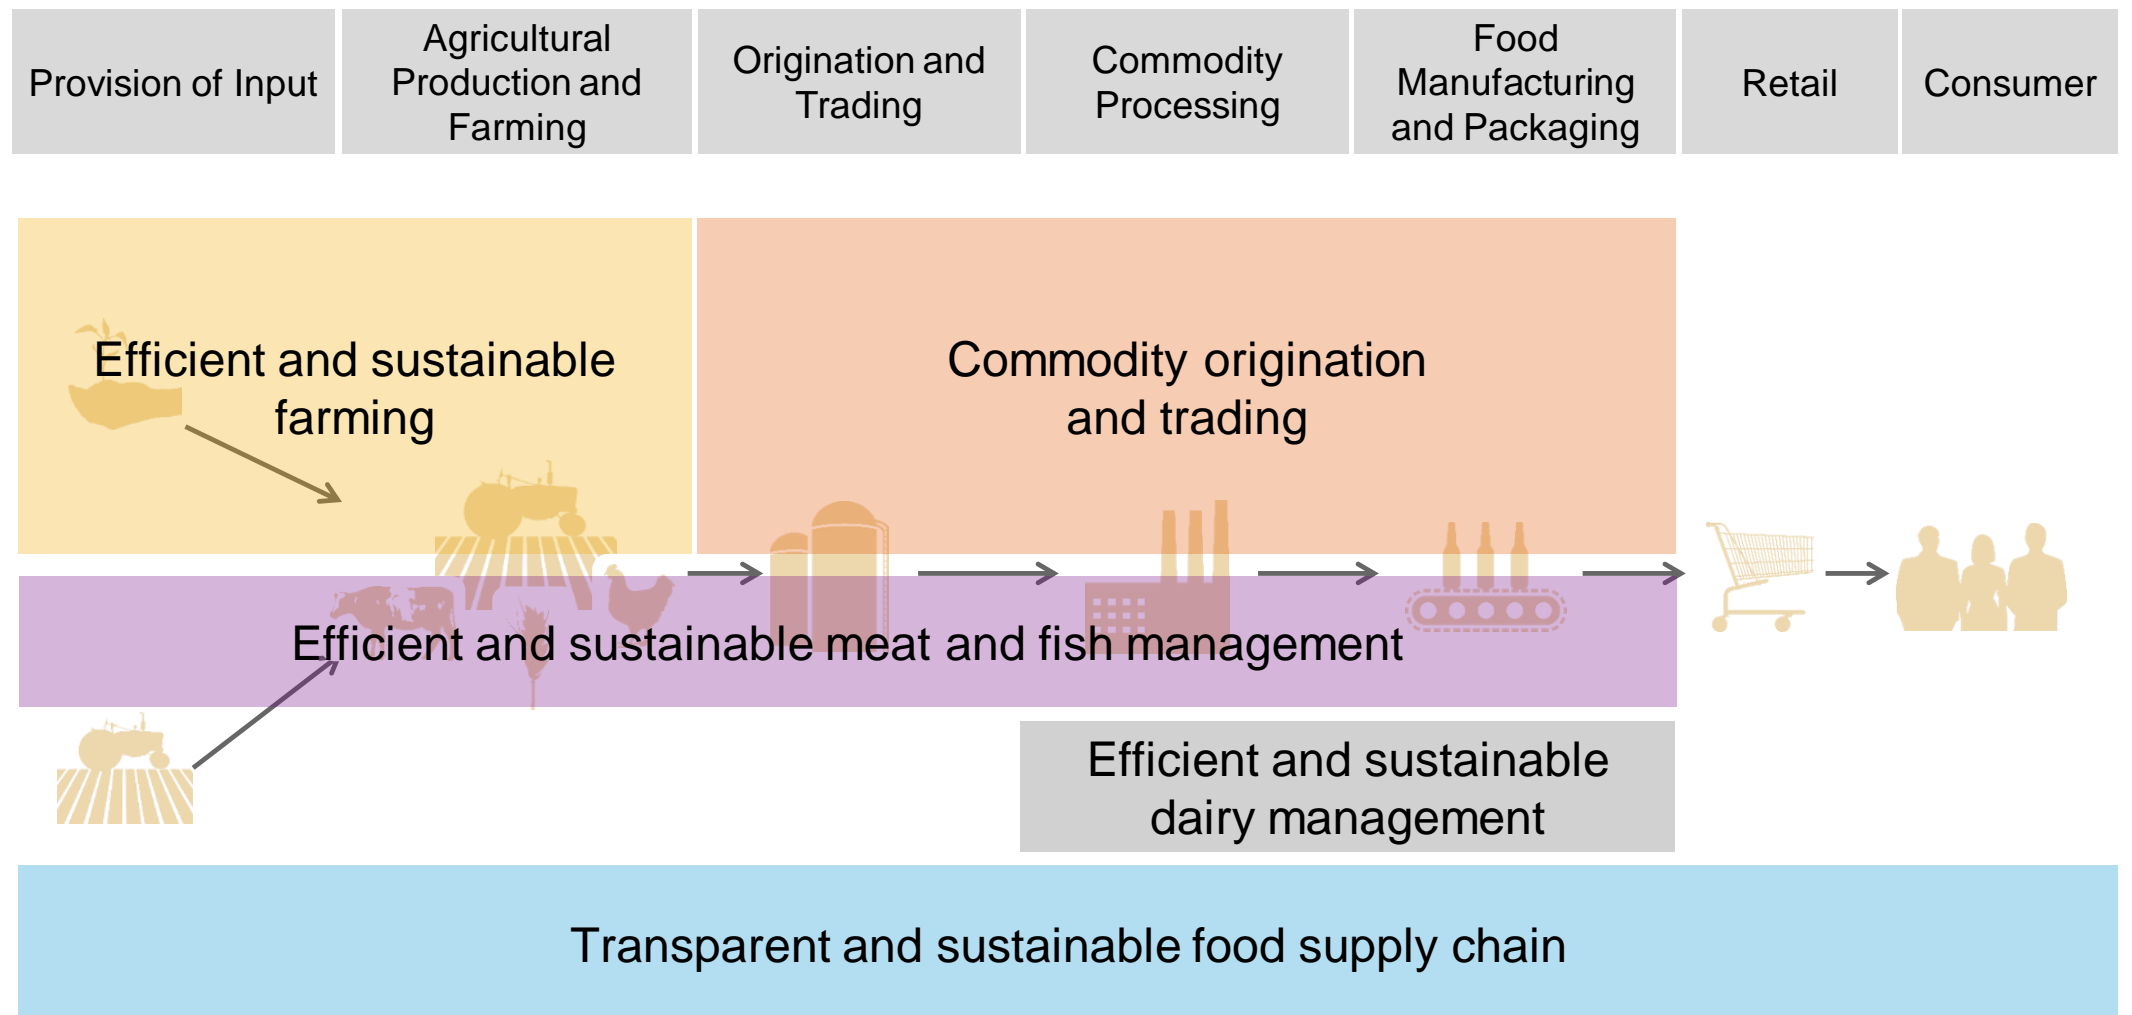 Provision of Input
Agricultural
Production and
Farming
Origination and
Trading
Commodity
Processing
Food
Manufacturing
and Packaging
Retail
Consumer
Efficient and sustainable
farming
Commodity origination
and trading
Efficient and sustainable meat and fish management
Efficient and sustainable
dairy management
Transparent and sustainable food supply chain